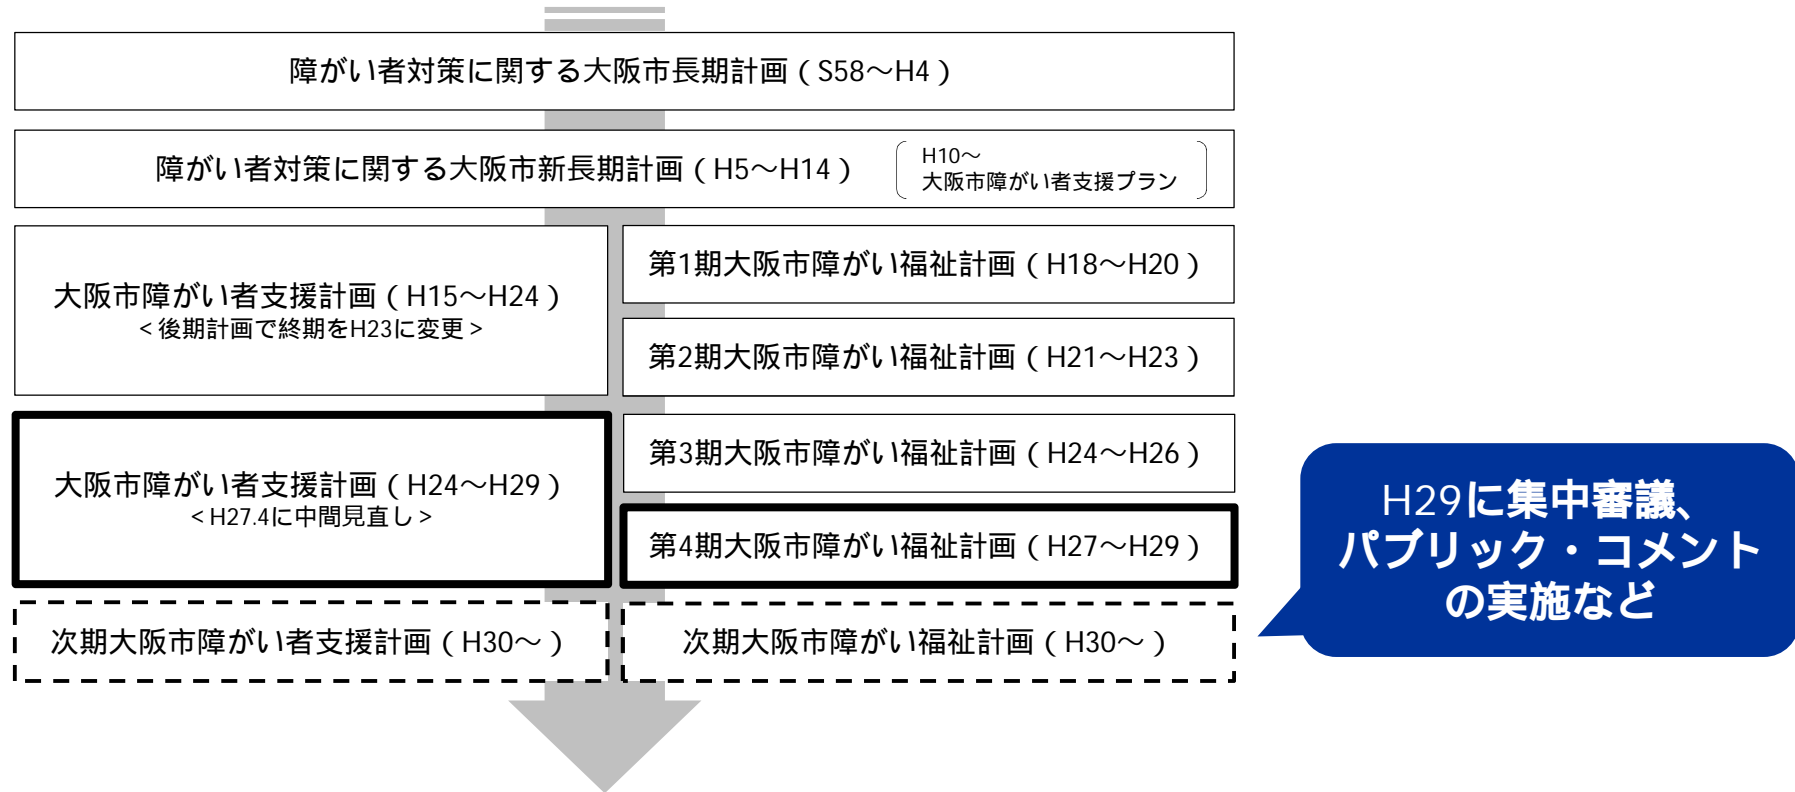 障がい者対策に関する大阪市長期計画（S58～H4）
障がい者対策に関する大阪市新長期計画（H5～H14）
H10～
大阪市障がい者支援プラン
大阪市障がい者支援計画（H15～H24）
＜後期計画で終期をH23に変更＞
第1期大阪市障がい福祉計画（H18～H20）
第2期大阪市障がい福祉計画（H21～H23）
大阪市障がい者支援計画（H24～H29）
＜H27.4に中間見直し＞
第3期大阪市障がい福祉計画（H24～H26）
第4期大阪市障がい福祉計画（H27～H29）
次期大阪市障がい者支援計画（H30～）
次期大阪市障がい福祉計画（H30～）
H29に集中審議、
パブリック・コメント
の実施など